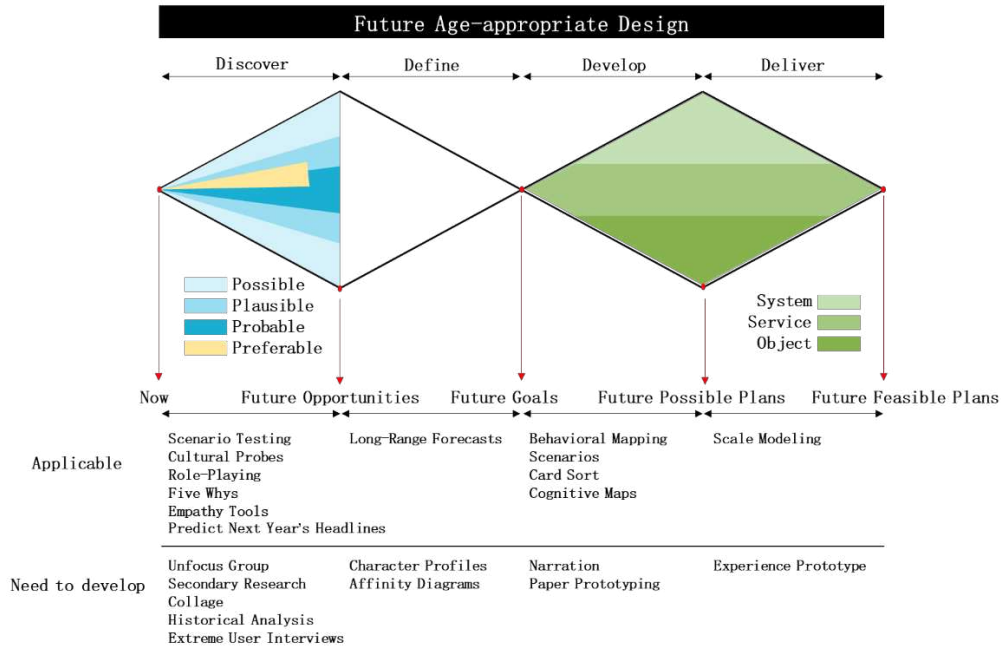 Future Age-appropriate Design
Discover
Define
Develop
Deliver
Possible
Plausible
Probable
Preferable
System
Service
Object
Now
Future Opportunities
Future Goals
Future Possible Plans
Future Feasible Plans
Applicable
Scenario Testing
Cultural Probes
Role-Playing
Five Whys
Empathy Tools
Predict Next Year's Headlines
Long-Range Forecasts
Behavioral Mapping
Scenarios
Card Sort
Cognitive Maps
Scale Modeling
Need to develop
Unfocus Group
Secondary Research
Collage
Historical Analysis
Extreme User Interviews
Character Profiles
Affinity Diagrams
Narration
Paper Prototyping
Experience Prototype